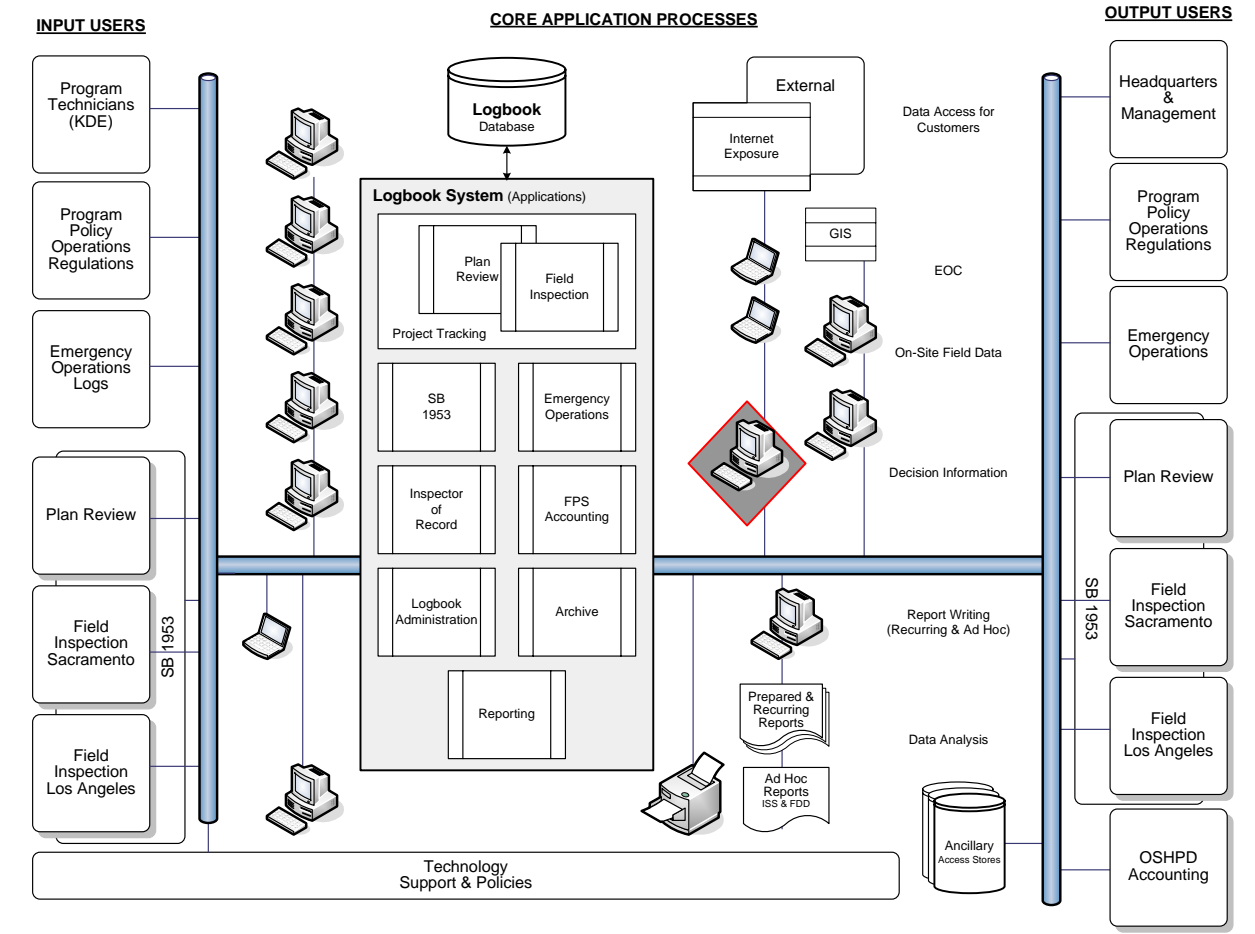 INPUT USERS
CORE APPLICATION PROCESSES
OUTPUT USERS
Program
Technicians
(KDE)
Program
Policy
Operations
Regulations
Emergency
Operations
Logs
Plan Review
Field
Inspection
Sacramento
Field
Inspection
Los Angeles
SB 1953
Logbook
Database
Logbook System (Applications)
Plan
Review
Field
Inspection
Project Tracking
SB
1953
Emergency
Operations
Inspector
of
Record
FPS
Accounting
Logbook
Administration
Archive
Reporting
External
Internet
Exposure
GIS
Data Access for
Customers
EOC
On-Site Field Data
Decision Information
Report Writing
(Recurring & Ad Hoc)
Data Analysis
Prepared &
Recurring
Reports
Ad Hoc
Reports
ISS & FDD
Ancillary
Access Stores
Technology
Support & Policies
Headquarters
&
Management
Program
Policy
Operations
Regulations
Emergency
Operations
Plan Review
Field
Inspection
Sacramento
Field
Inspection
Los Angeles
SB 1953
OSHPD
Accounting